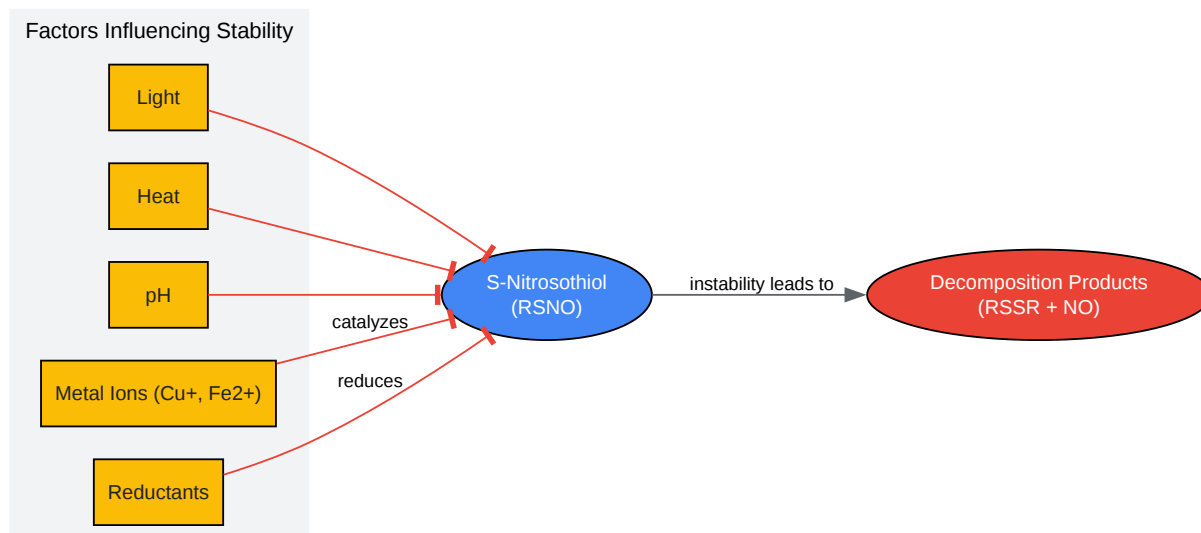 Factors Influencing Stability
Light
Heat
pH
Metal Ions (Cu+, Fe2+)
Reductants
catalyzes
reduces
S-Nitrosothiol
(RSNO)
instability leads to
Decomposition Products
(RSSR + NO)